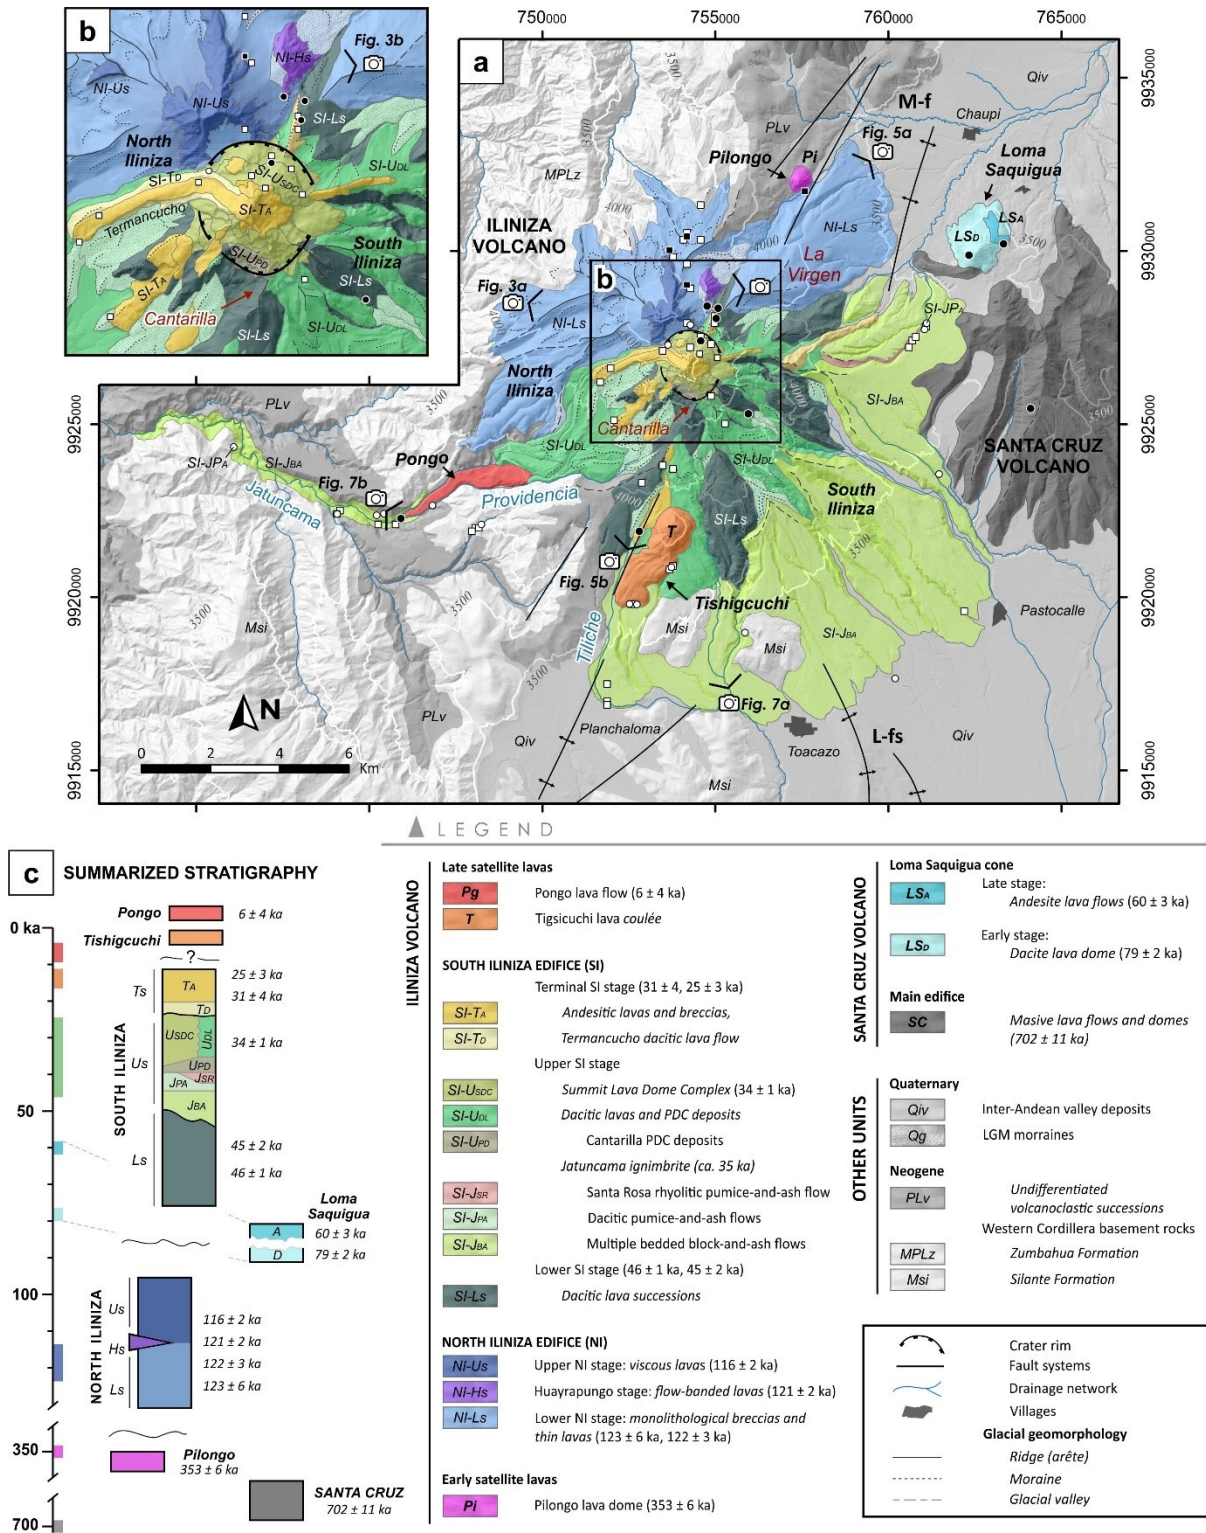 750000
755000
760000
765000
b
Fig. 3b
NI-Hs
NI-Us
NI-Us
SI-Ls
North
Iliniza
SI-UDL
SI-TD
SI-USDC
Termancucho
SI-TA
SI-UPD
South
Iliniza
SI-TA
SI-Ls
Cantarilla
SI-UDL
SI-Ls
a
3500
Qiv
M-f
3500
PLv
Chaupi
Fig. 5a
Pilongo
Pi
Loma
Saquigua
MPLz
4000
ILINIZA
VOLCANO
NI-Ls
3500
LSA
LSD
3500
4000
La
Virgen
b
Fig. 3a
4000
NI-Ls
SI-JPA
North
Iliniza
3500
PLv
SI-JBA
3500
Cantarilla
SI-UDL
SANTA CRUZ
VOLCANO
SI-JPA
SI-JBA
Pongo
SI-UDL
Fig. 7b
Jatuncama
Providencia
4000
SI-Ls
South
Iliniza
3500
T
Fig. 5b
3500
3500
Tishigcuchi
Pastocalle
Msi
Msi
Msi
SI-JBA
Tiliche
3500
N
PLv
Fig. 7a
Planchaloma
Qiv
L-fs
Toacazo
Qiv
Msi
0 2 4 6
Km
9935000
9930000
9925000
9920000
9915000
9925000
9920000
9915000
LEGEND
c SUMMARIZED STRATIGRAPHY
Pongo
6 ± 4 ka
0 ka
Tishigcuchi
?
Ts
TA
25 ± 3 ka
31 ± 4 ka
TD
SOUTH ILINIZA
Us
USDC
UDL
34 ± 1 ka
UPD
JPA
JSR
JBA
50
Ls
45 ± 2 ka
46 ± 1 ka
Loma
Saquigua
A
60 ± 3 ka
D
79 ± 2 ka
100
NORTH ILINIZA
Us
116 ± 2 ka
Hs
121 ± 2 ka
122 ± 3 ka
Ls
123 ± 6 ka
350
Pilongo
353 ± 6 ka
SANTA CRUZ
702 ± 11 ka
700
ILINIZA VOLCANO
Late satellite lavas
Pg Pongo lava flow (6 ± 4 ka)
T Tigsicuchi lava coulée
SOUTH ILINIZA EDIFICE (SI)
Terminal SI stage (31 ± 4, 25 ± 3 ka)
SI-TA Andesitic lavas and breccias,
SI-TD Termancucho dacitic lava flow
Upper SI stage
SI-USDC Summit Lava Dome Complex (34 ± 1 ka)
SI-UDL Dacitic lavas and PDC deposits
SI-UPD Cantarilla PDC deposits
Jatuncama ignimbrite (ca. 35 ka)
SI-JSR Santa Rosa rhyolitic pumice-and-ash flow
SI-JPA Dacitic pumice-and-ash flows
SI-JBA Multiple bedded block-and-ash flows
Lower SI stage (46 ± 1 ka, 45 ± 2 ka)
SI-Ls Dacitic lava successions
NORTH ILINIZA EDIFICE (NI)
NI-Us Upper NI stage: viscous lavas (116 ± 2 ka)
NI-Hs Huayrapungo stage: flow-banded lavas (121 ± 2 ka)
NI-Ls Lower NI stage: monolithological breccias and
thin lavas (123 ± 6 ka, 122 ± 3 ka)
Early satellite lavas
Pi Pilongo lava dome (353 ± 6 ka)
SANTA CRUZ VOLCANO
Loma Saquigua cone
LSA Late stage:
Andesite lava flows (60 ± 3 ka)
LSD Early stage:
Dacite lava dome (79 ± 2 ka)
Main edifice
SC Masive lava flows and domes
(702 ± 11 ka)
OTHER UNITS
Quaternary
Qiv Inter-Andean valley deposits
Qg LGM morraines
Neogene
PLv Undifferentiated
volcanoclastic successions
Western Cordillera basement rocks
MPLz Zumbahua Formation
Msi Silante Formation
Crater rim
Fault systems
Drainage network
Villages
Glacial geomorphology
Ridge (arête)
Moraine
Glacial valley